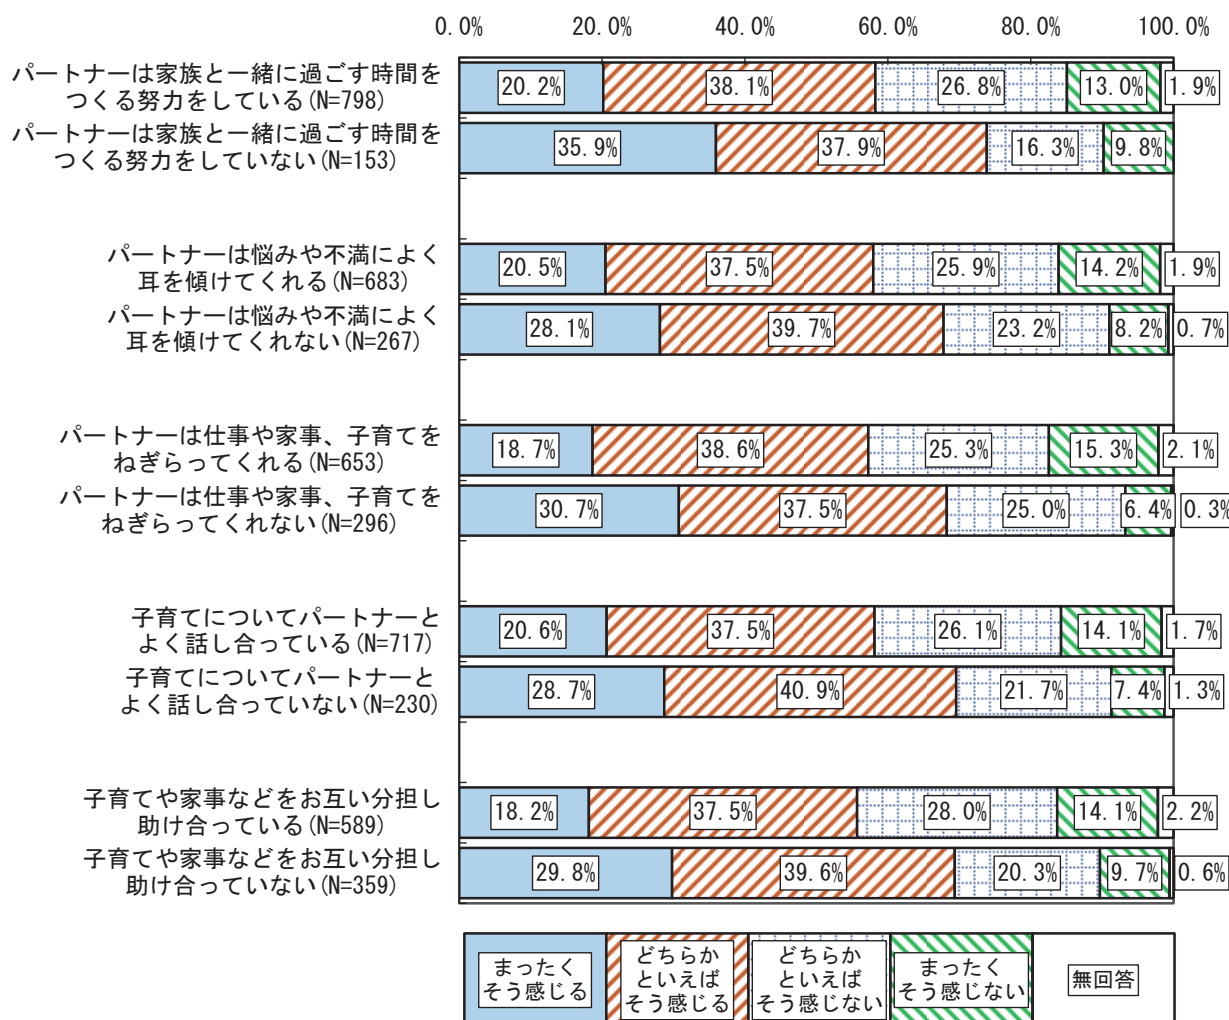 0.0% 20.0% 40.0% 60.0% 80.0% 100.0%
パートナーは家族と一緒に過ごす時間を
つくる努力をしている(N=798)
20.2% 38.1% 26.8% 13.0% 1.9%
パートナーは家族と一緒に過ごす時間を
つくる努力をしていない(N=153)
35.9% 37.9% 16.3% 9.8%
パートナーは悩みや不満によく
耳を傾けてくれる(N=683)
20.5% 37.5% 25.9% 14.2% 1.9%
パートナーは悩みや不満によく
耳を傾けてくれない(N=267)
28.1% 39.7% 23.2% 8.2% 0.7%
パートナーは仕事や家事、子育てを
ねぎらってくれる(N=653)
18.7% 38.6% 25.3% 15.3% 2.1%
パートナーは仕事や家事、子育てを
ねぎらってくれない(N=296)
30.7% 37.5% 25.0% 6.4% 0.3%
子育てについてパートナーと
よく話し合っている(N=717)
20.6% 37.5% 26.1% 14.1% 1.7%
子育てについてパートナーと
よく話し合っていない(N=230)
28.7% 40.9% 21.7% 7.4% 1.3%
子育てや家事などをお互い分担し
助け合っている(N=589)
18.2% 37.5% 28.0% 14.1% 2.2%
子育てや家事などをお互い分担し
助け合っていない(N=359)
29.8% 39.6% 20.3% 9.7% 0.6%
まったく
そう感じる
どちらか
といえば
そう感じる
どちらか
といえば
そう感じない
まったく
そう感じない
無回答